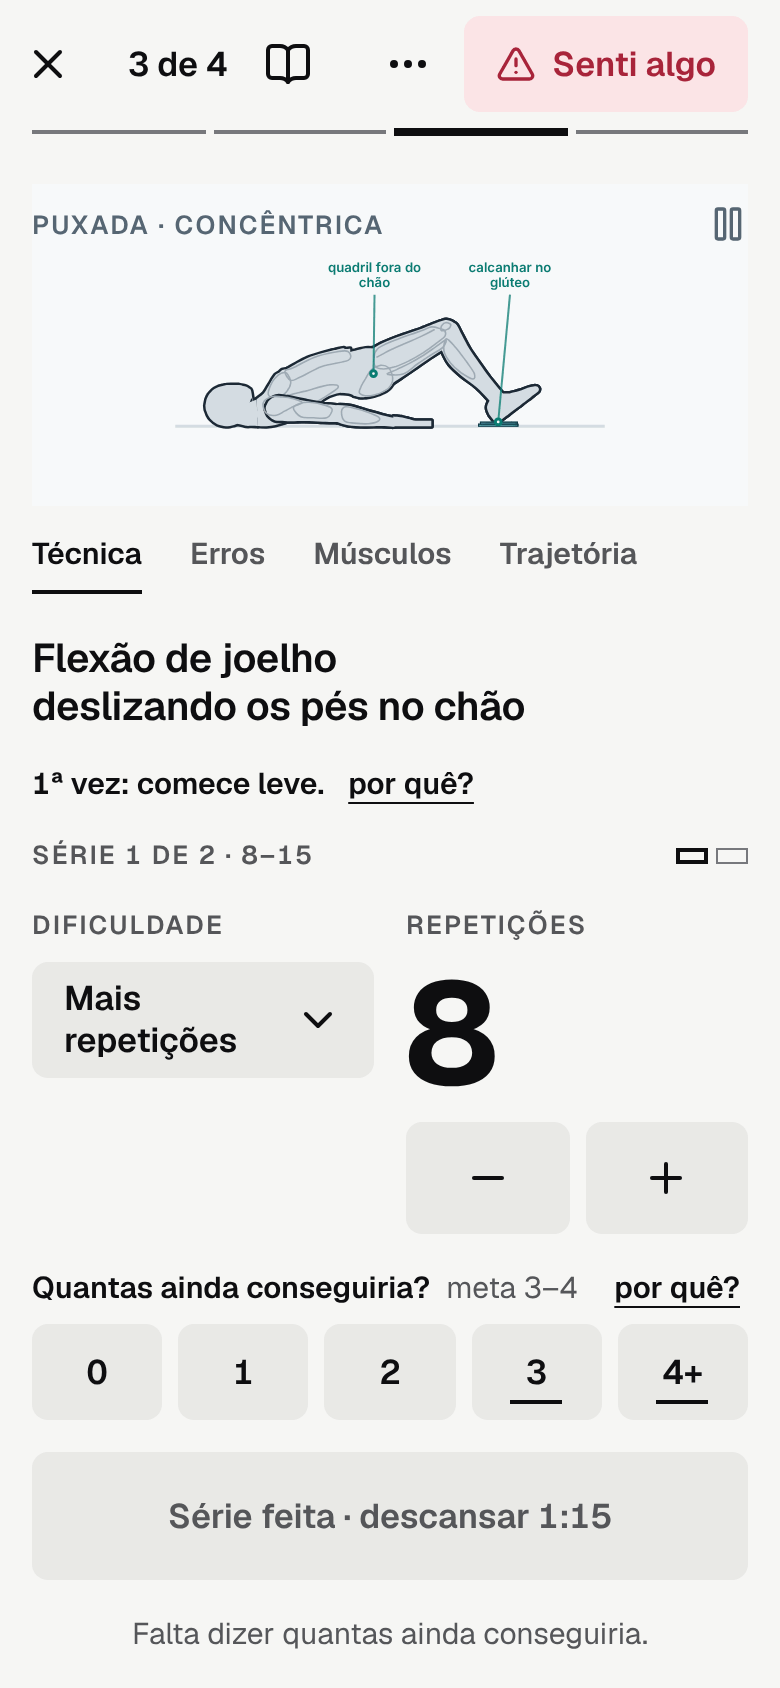 3 de 4
Senti algo
PUXADA · CONCÊNTRICA
quadril fora do
chão
calcanhar no
glúteo
Técnica
Erros
Músculos
Trajetória
Flexão de joelho
deslizando os pés no chão
1ª vez: comece leve. por quê?
SÉRIE 1 DE 2 · 8–15
DIFICULDADE
REPETIÇÕES
Mais
repetições
8
Quantas ainda conseguiria? meta 3–4 por quê?
0
1
2
3
4+
Série feita · descansar 1:15
Falta dizer quantas ainda conseguiria.